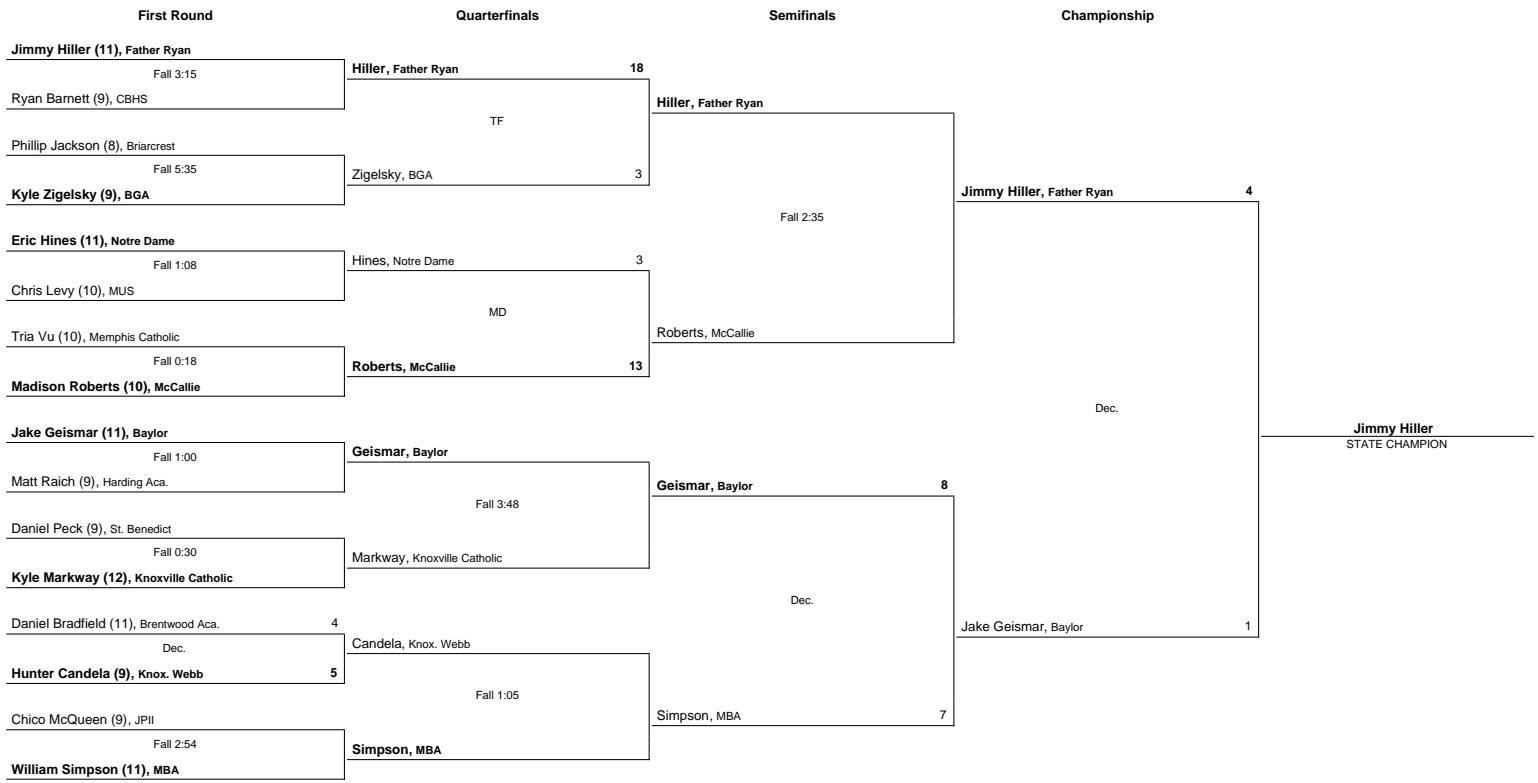 First Round Quarterfinals Semifinals Championship
Jimmy Hiller (11), Father Ryan
Fall 3:15
Ryan Barnett (9), CBHS
Phillip Jackson (8), Briarcrest
Fall 5:35
Kyle Zigelsky (9), BGA
Eric Hines (11), Notre Dame
Fall 1:08
Chris Levy (10), MUS
Tria Vu (10), Memphis Catholic
Fall 0:18
Madison Roberts (10), McCallie
Jake Geismar (11), Baylor
Fall 1:00
Matt Raich (9), Harding Aca.
Daniel Peck (9), St. Benedict
Fall 0:30
Kyle Markway (12), Knoxville Catholic
Daniel Bradfield (11), Brentwood Aca. 4
Dec.
Hunter Candela (9), Knox. Webb 5
Chico McQueen (9), JPII
Fall 2:54
William Simpson (11), MBA
Hiller, Father Ryan 18
TF
Zigelsky, BGA 3
Hines, Notre Dame 3
MD
Roberts, McCallie 13
Geismar, Baylor
Fall 3:48
Markway, Knoxville Catholic
Candela, Knox. Webb
Fall 1:05
Simpson, MBA
Hiller, Father Ryan
Fall 2:35
Roberts, McCallie
Geismar, Baylor 8
Dec.
Simpson, MBA 7
Jimmy Hiller, Father Ryan 4
Dec.
Jake Geismar, Baylor 1
Jimmy Hiller
STATE CHAMPION